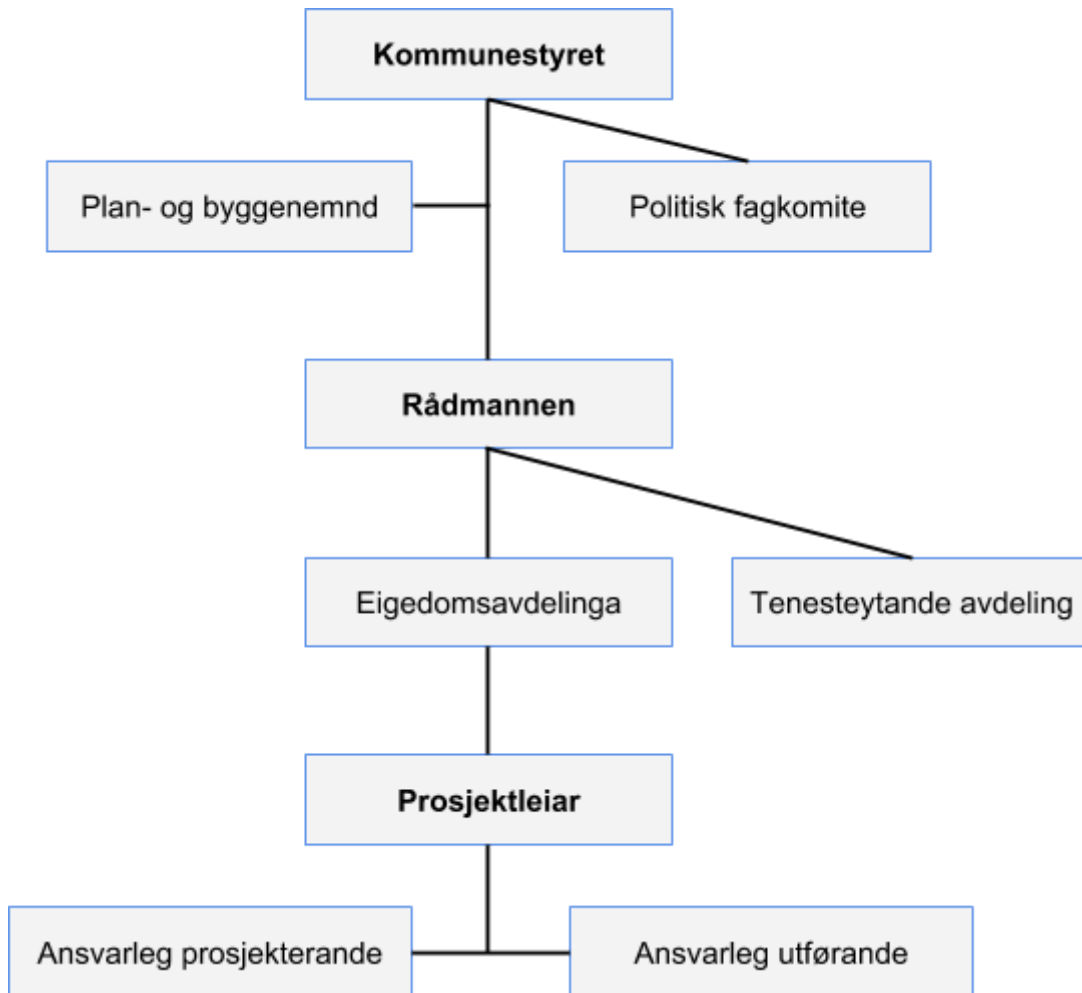 Kommunestyret
Plan- og byggenemnd
Politisk fagkomite
Rådmannen
Eigedomsavdelinga
Tenesteytande avdeling
Prosjektleiar
Ansvarleg prosjekterande
Ansvarleg utførande